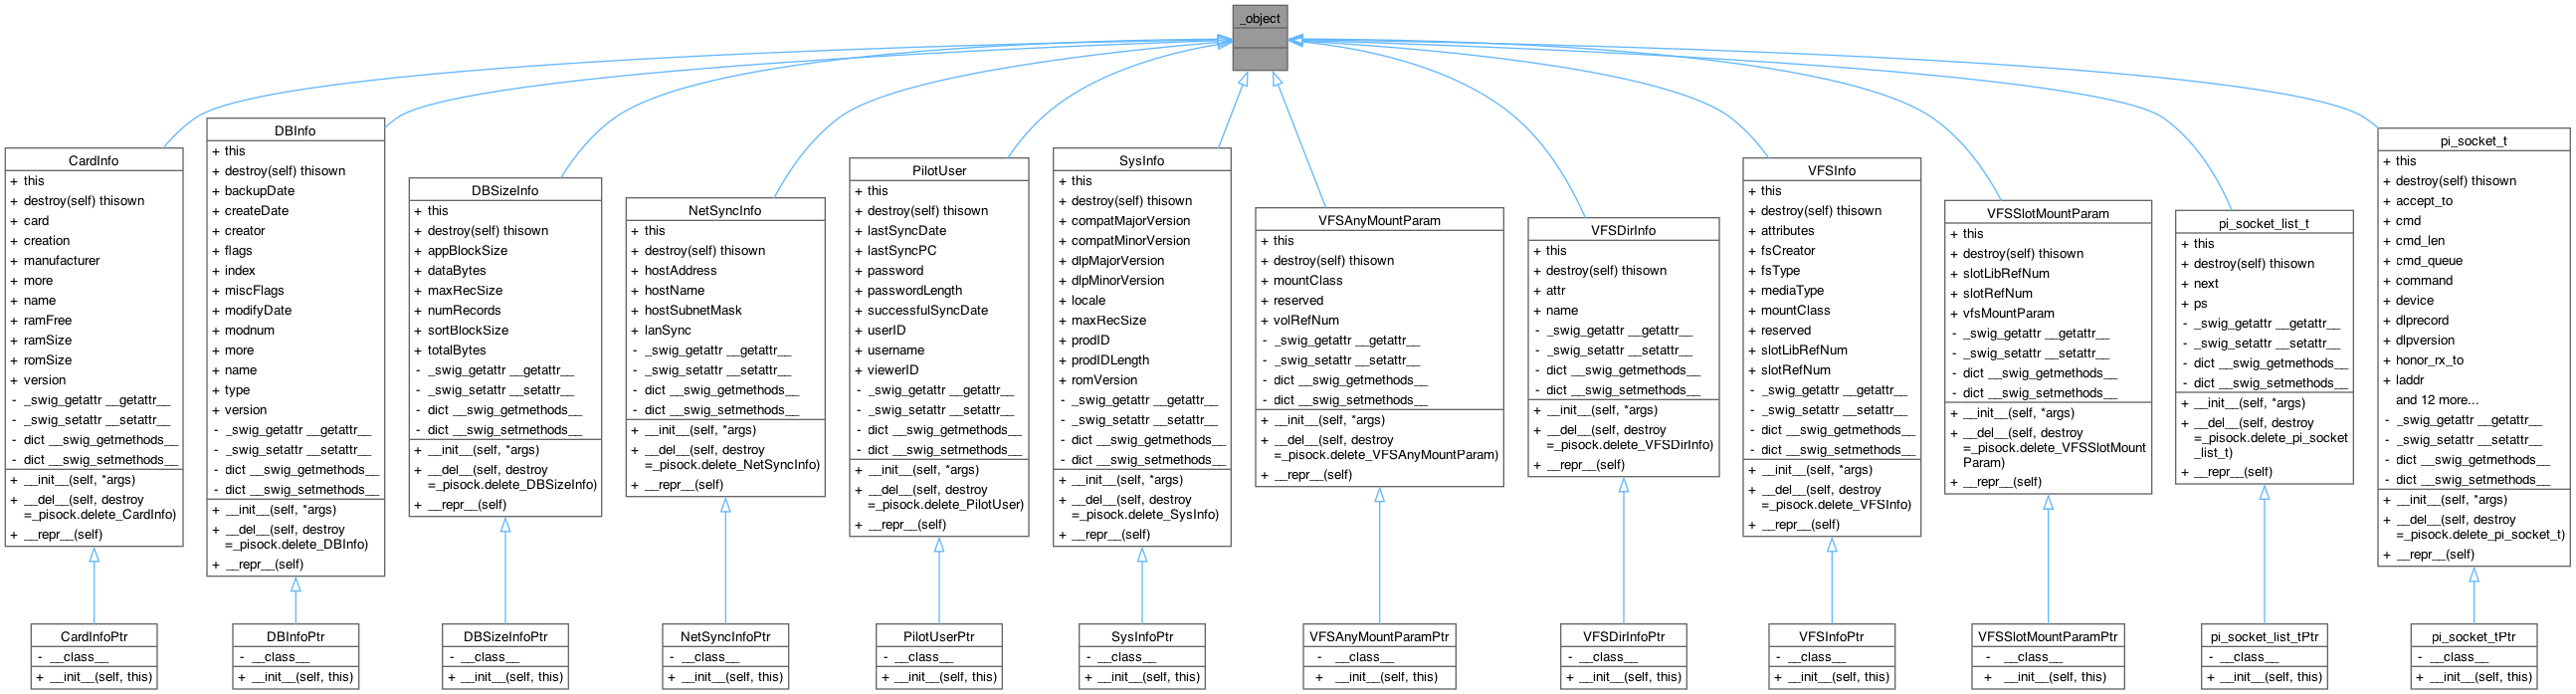 _object
CardInfo
+ this
+ destroy(self) thisown
+ card
+ creation
+ manufacturer
+ more
+ name
+ ramFree
+ ramSize
+ romSize
+ version
- _swig_getattr __getattr__
- _swig_setattr __setattr__
- dict __swig_getmethods__
- dict __swig_setmethods__
+ __init__(self, *args)
+ __del__(self, destroy
=_pisock.delete_CardInfo)
+ __repr__(self)
DBInfo
+ this
+ destroy(self) thisown
+ backupDate
+ createDate
+ creator
+ flags
+ index
+ miscFlags
+ modifyDate
+ modnum
+ more
+ name
+ type
+ version
- _swig_getattr __getattr__
- _swig_setattr __setattr__
- dict __swig_getmethods__
- dict __swig_setmethods__
+ __init__(self, *args)
+ __del__(self, destroy
=_pisock.delete_DBInfo)
+ __repr__(self)
DBSizeInfo
+ this
+ destroy(self) thisown
+ appBlockSize
+ dataBytes
+ maxRecSize
+ numRecords
+ sortBlockSize
+ totalBytes
- _swig_getattr __getattr__
- _swig_setattr __setattr__
- dict __swig_getmethods__
- dict __swig_setmethods__
+ __init__(self, *args)
+ __del__(self, destroy
=_pisock.delete_DBSizeInfo)
+ __repr__(self)
NetSyncInfo
+ this
+ destroy(self) thisown
+ hostAddress
+ hostName
+ hostSubnetMask
+ lanSync
- _swig_getattr __getattr__
- _swig_setattr __setattr__
- dict __swig_getmethods__
- dict __swig_setmethods__
+ __init__(self, *args)
+ __del__(self, destroy
=_pisock.delete_NetSyncInfo)
+ __repr__(self)
PilotUser
+ this
+ destroy(self) thisown
+ lastSyncDate
+ lastSyncPC
+ password
+ passwordLength
+ successfulSyncDate
+ userID
+ username
+ viewerID
- _swig_getattr __getattr__
- _swig_setattr __setattr__
- dict __swig_getmethods__
- dict __swig_setmethods__
+ __init__(self, *args)
+ __del__(self, destroy
=_pisock.delete_PilotUser)
+ __repr__(self)
SysInfo
+ this
+ destroy(self) thisown
+ compatMajorVersion
+ compatMinorVersion
+ dlpMajorVersion
+ dlpMinorVersion
+ locale
+ maxRecSize
+ prodID
+ prodIDLength
+ romVersion
- _swig_getattr __getattr__
- _swig_setattr __setattr__
- dict __swig_getmethods__
- dict __swig_setmethods__
+ __init__(self, *args)
+ __del__(self, destroy
=_pisock.delete_SysInfo)
+ __repr__(self)
VFSAnyMountParam
+ this
+ destroy(self) thisown
+ mountClass
+ reserved
+ volRefNum
- _swig_getattr __getattr__
- _swig_setattr __setattr__
- dict __swig_getmethods__
- dict __swig_setmethods__
+ __init__(self, *args)
+ __del__(self, destroy
=_pisock.delete_VFSAnyMountParam)
+ __repr__(self)
VFSDirInfo
+ this
+ destroy(self) thisown
+ attr
+ name
- _swig_getattr __getattr__
- _swig_setattr __setattr__
- dict __swig_getmethods__
- dict __swig_setmethods__
+ __init__(self, *args)
+ __del__(self, destroy
=_pisock.delete_VFSDirInfo)
+ __repr__(self)
VFSInfo
+ this
+ destroy(self) thisown
+ attributes
+ fsCreator
+ fsType
+ mediaType
+ mountClass
+ reserved
+ slotLibRefNum
+ slotRefNum
- _swig_getattr __getattr__
- _swig_setattr __setattr__
- dict __swig_getmethods__
- dict __swig_setmethods__
+ __init__(self, *args)
+ __del__(self, destroy
=_pisock.delete_VFSInfo)
+ __repr__(self)
VFSSlotMountParam
+ this
+ destroy(self) thisown
+ slotLibRefNum
+ slotRefNum
+ vfsMountParam
- _swig_getattr __getattr__
- _swig_setattr __setattr__
- dict __swig_getmethods__
- dict __swig_setmethods__
+ __init__(self, *args)
+ __del__(self, destroy
=_pisock.delete_VFSSlotMount
Param)
+ __repr__(self)
pi_socket_list_t
+ this
+ destroy(self) thisown
+ next
+ ps
- _swig_getattr __getattr__
- _swig_setattr __setattr__
- dict __swig_getmethods__
- dict __swig_setmethods__
+ __init__(self, *args)
+ __del__(self, destroy
=_pisock.delete_pi_socket
_list_t)
+ __repr__(self)
pi_socket_t
+ this
+ destroy(self) thisown
+ accept_to
+ cmd
+ cmd_len
+ cmd_queue
+ command
+ device
+ dlprecord
+ dlpversion
+ honor_rx_to
+ laddr
and 12 more...
- _swig_getattr __getattr__
- _swig_setattr __setattr__
- dict __swig_getmethods__
- dict __swig_setmethods__
+ __init__(self, *args)
+ __del__(self, destroy
=_pisock.delete_pi_socket_t)
+ __repr__(self)
CardInfoPtr
- __class__
+ __init__(self, this)
DBInfoPtr
- __class__
+ __init__(self, this)
DBSizeInfoPtr
- __class__
+ __init__(self, this)
NetSyncInfoPtr
- __class__
+ __init__(self, this)
PilotUserPtr
- __class__
+ __init__(self, this)
SysInfoPtr
- __class__
+ __init__(self, this)
VFSAnyMountParamPtr
- __class__
+ __init__(self, this)
VFSDirInfoPtr
- __class__
+ __init__(self, this)
VFSInfoPtr
- __class__
+ __init__(self, this)
VFSSlotMountParamPtr
- __class__
+ __init__(self, this)
pi_socket_list_tPtr
- __class__
+ __init__(self, this)
pi_socket_tPtr
- __class__
+ __init__(self, this)